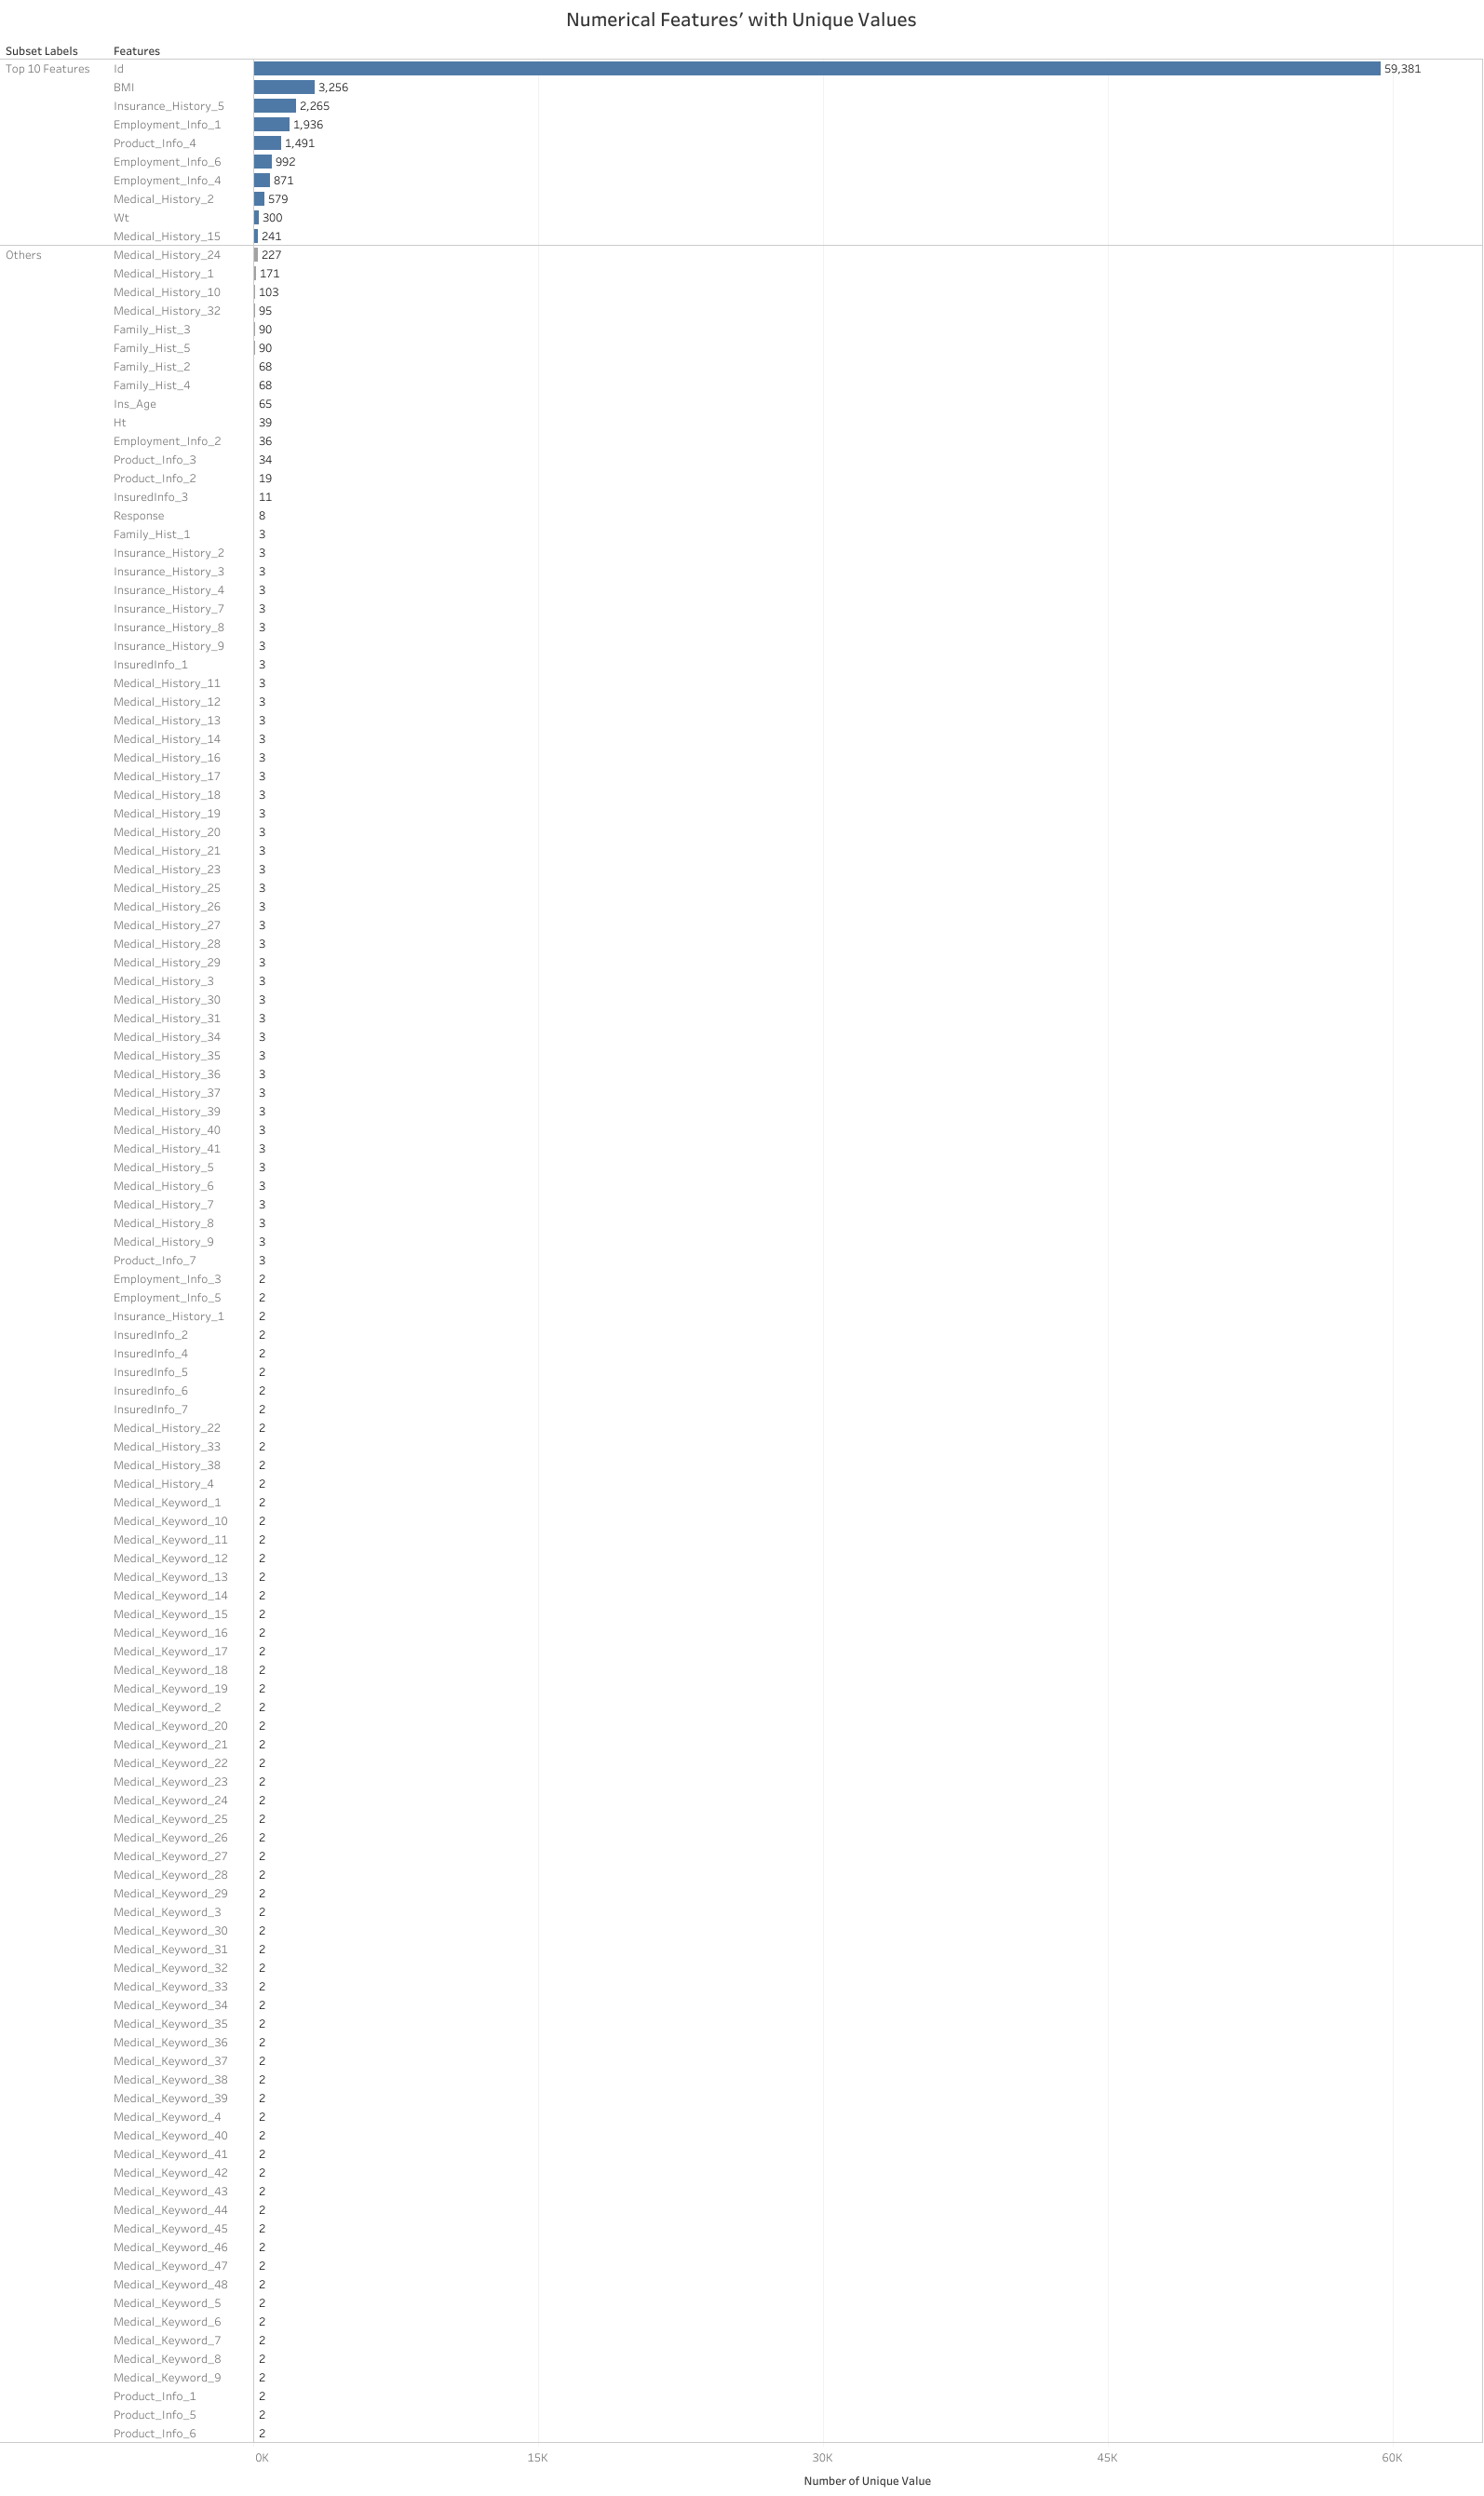 Numerical Features’ with Unique Values
Subset Labels Features
Top 10 Features Id 59,381
BMI 3,256
Insurance_History_5 2,265
Employment_Info_1 1,936
Product_Info_4 1,491
Employment_Info_6 992
Employment_Info_4 871
Medical_History_2 579
Wt 300
Medical_History_15 241
Others Medical_History_24 227
Medical_History_1 171
Medical_History_10 103
Medical_History_32 95
Family_Hist_3 90
Family_Hist_5 90
Family_Hist_2 68
Family_Hist_4 68
Ins_Age 65
Ht 39
Employment_Info_2 36
Product_Info_3 34
Product_Info_2 19
InsuredInfo_3 11
Response 8
Family_Hist_1 3
Insurance_History_2 3
Insurance_History_3 3
Insurance_History_4 3
Insurance_History_7 3
Insurance_History_8 3
Insurance_History_9 3
InsuredInfo_1 3
Medical_History_11 3
Medical_History_12 3
Medical_History_13 3
Medical_History_14 3
Medical_History_16 3
Medical_History_17 3
Medical_History_18 3
Medical_History_19 3
Medical_History_20 3
Medical_History_21 3
Medical_History_23 3
Medical_History_25 3
Medical_History_26 3
Medical_History_27 3
Medical_History_28 3
Medical_History_29 3
Medical_History_3 3
Medical_History_30 3
Medical_History_31 3
Medical_History_34 3
Medical_History_35 3
Medical_History_36 3
Medical_History_37 3
Medical_History_39 3
Medical_History_40 3
Medical_History_41 3
Medical_History_5 3
Medical_History_6 3
Medical_History_7 3
Medical_History_8 3
Medical_History_9 3
Product_Info_7 3
Employment_Info_3 2
Employment_Info_5 2
Insurance_History_1 2
InsuredInfo_2 2
InsuredInfo_4 2
InsuredInfo_5 2
InsuredInfo_6 2
InsuredInfo_7 2
Medical_History_22 2
Medical_History_33 2
Medical_History_38 2
Medical_History_4 2
Medical_Keyword_1 2
Medical_Keyword_10 2
Medical_Keyword_11 2
Medical_Keyword_12 2
Medical_Keyword_13 2
Medical_Keyword_14 2
Medical_Keyword_15 2
Medical_Keyword_16 2
Medical_Keyword_17 2
Medical_Keyword_18 2
Medical_Keyword_19 2
Medical_Keyword_2 2
Medical_Keyword_20 2
Medical_Keyword_21 2
Medical_Keyword_22 2
Medical_Keyword_23 2
Medical_Keyword_24 2
Medical_Keyword_25 2
Medical_Keyword_26 2
Medical_Keyword_27 2
Medical_Keyword_28 2
Medical_Keyword_29 2
Medical_Keyword_3 2
Medical_Keyword_30 2
Medical_Keyword_31 2
Medical_Keyword_32 2
Medical_Keyword_33 2
Medical_Keyword_34 2
Medical_Keyword_35 2
Medical_Keyword_36 2
Medical_Keyword_37 2
Medical_Keyword_38 2
Medical_Keyword_39 2
Medical_Keyword_4 2
Medical_Keyword_40 2
Medical_Keyword_41 2
Medical_Keyword_42 2
Medical_Keyword_43 2
Medical_Keyword_44 2
Medical_Keyword_45 2
Medical_Keyword_46 2
Medical_Keyword_47 2
Medical_Keyword_48 2
Medical_Keyword_5 2
Medical_Keyword_6 2
Medical_Keyword_7 2
Medical_Keyword_8 2
Medical_Keyword_9 2
Product_Info_1 2
Product_Info_5 2
Product_Info_6 2
0K 15K 30K 45K 60K
Number of Unique Value